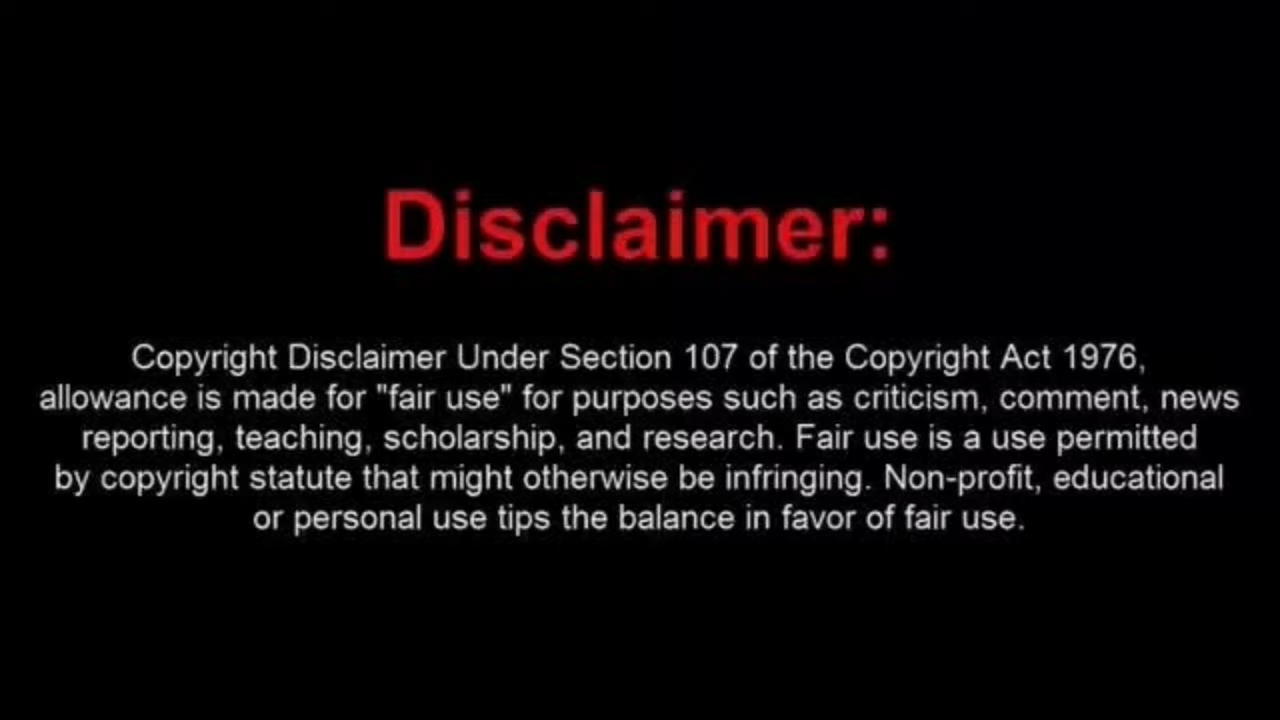 Disclaimer:
Copyright Disclaimer Under Section 107 of the Copyright Act 1976,
allowance is made for "fair use" for purposes such as criticism, comment, news
reporting, teaching, scholarship, and research. Fair use is a use permitted
by copyright statute that might otherwise be infringing. Non-profit, educational
or personal use tips the balance in favor of fair use.